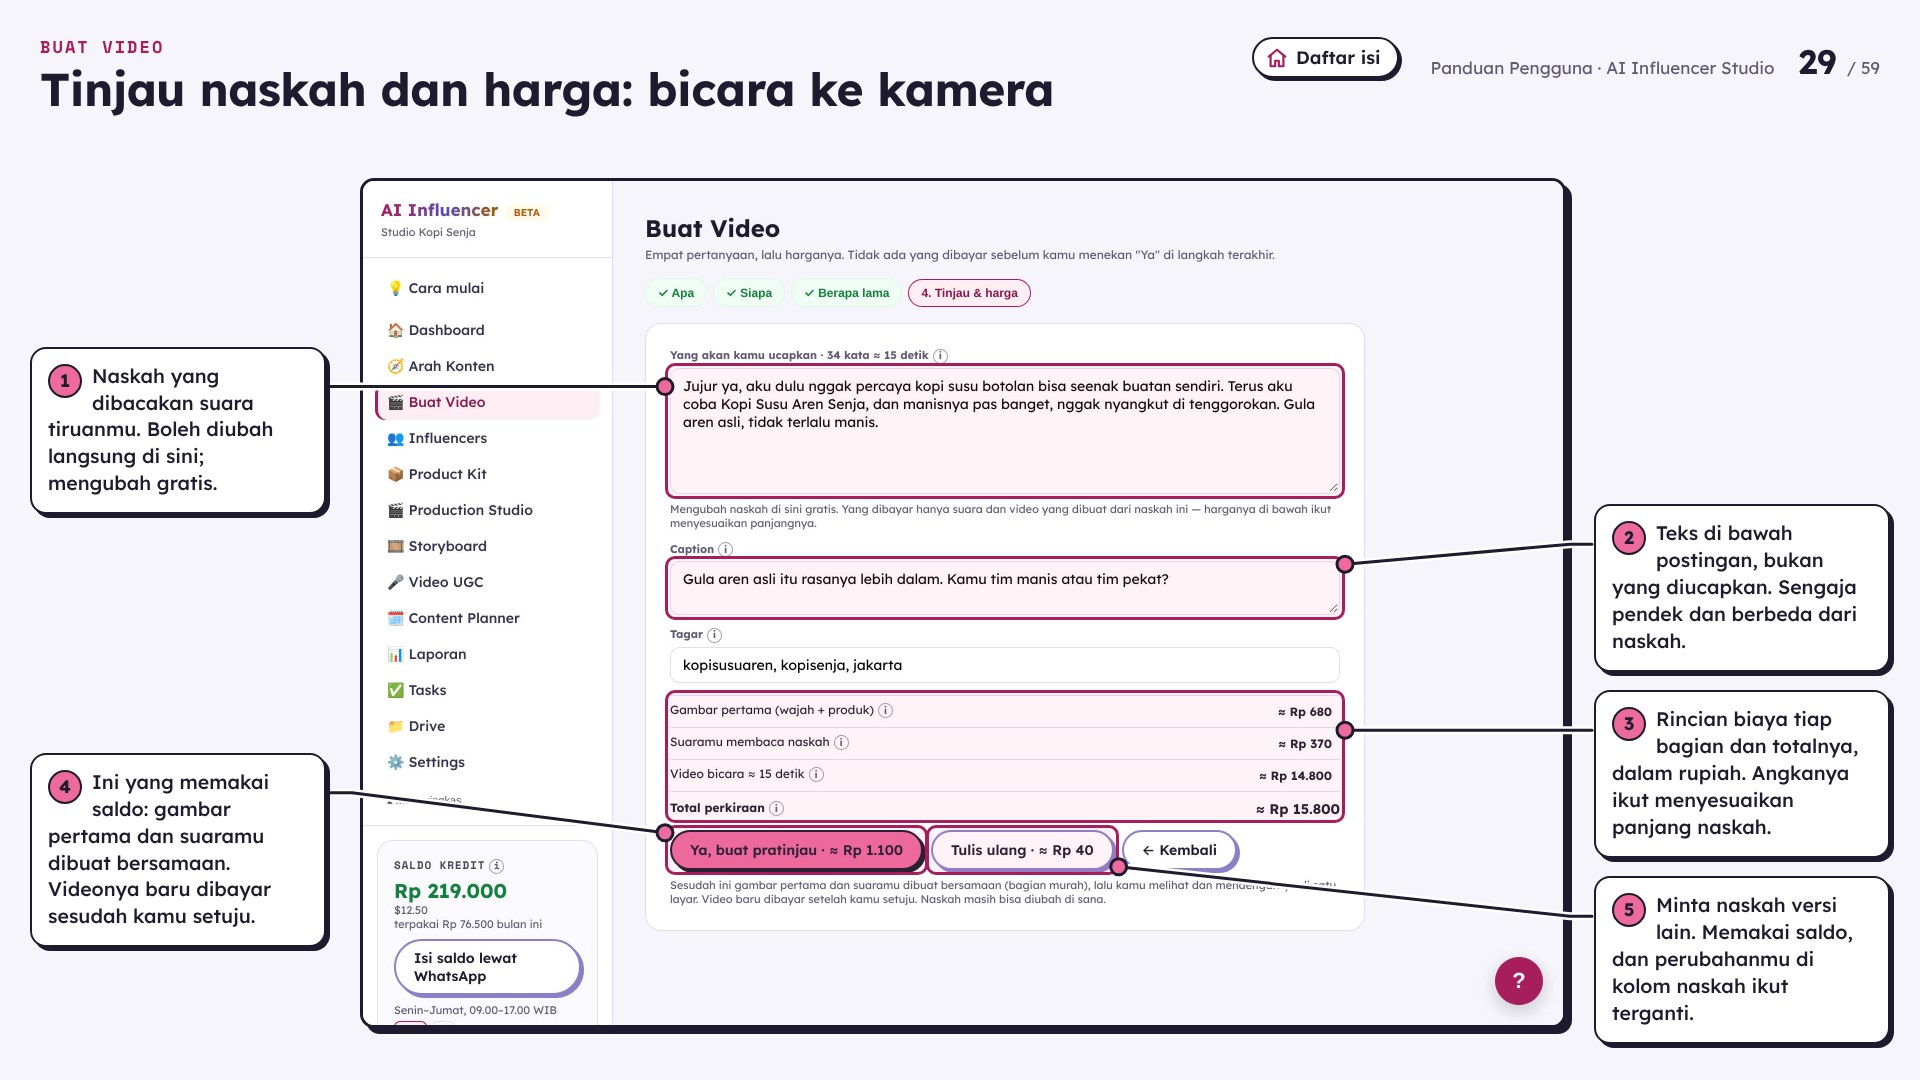 BUAT VIDEO
Tinjau naskah dan harga: bicara ke kamera
Daftar isi
Panduan Pengguna · AI Influencer Studio
29 / 59
AI Influencer BETA
Studio Kopi Senja
💡 Cara mulai
🏠 Dashboard
🧭 Arah Konten
🎬 Buat Video
👥 Influencers
📦 Product Kit
🎬 Production Studio
🎞️ Storyboard
🎤 Video UGC
🗓️ Content Planner
📊 Laporan
✅ Tasks
📁 Drive
⚙️ Settings
SALDO KREDIT i
Rp 219.000
$12.50
terpakai Rp 76.500 bulan ini
Isi saldo lewat
WhatsApp
Senin–Jumat, 09.00–17.00 WIB
Buat Video
Empat pertanyaan, lalu harganya. Tidak ada yang dibayar sebelum kamu menekan "Ya" di langkah terakhir.
✓ Apa
✓ Siapa
✓ Berapa lama
4. Tinjau & harga
Yang akan kamu ucapkan · 34 kata ≈ 15 detik i
Jujur ya, aku dulu nggak percaya kopi susu botolan bisa seenak buatan sendiri. Terus aku
coba Kopi Susu Aren Senja, dan manisnya pas banget, nggak nyangkut di tenggorokan. Gula
aren asli, tidak terlalu manis.
Mengubah naskah di sini gratis. Yang dibayar hanya suara dan video yang dibuat dari naskah ini — harganya di bawah ikut
menyesuaikan panjangnya.
Caption i
Gula aren asli itu rasanya lebih dalam. Kamu tim manis atau tim pekat?
Tagar i
kopisusuaren, kopisenja, jakarta
Gambar pertama (wajah + produk) i ≈ Rp 680
Suaramu membaca naskah i ≈ Rp 370
Video bicara ≈ 15 detik i ≈ Rp 14.800
Total perkiraan i ≈ Rp 15.800
Ya, buat pratinjau · ≈ Rp 1.100
Tulis ulang · ≈ Rp 40
← Kembali
Sesudah ini gambar pertama dan suaramu dibuat bersamaan (bagian murah), lalu kamu melihat dan
layar. Video baru dibayar setelah kamu setuju. Naskah masih bisa diubah di sana.
?
1 Naskah yang
dibacakan suara
tiruanmu. Boleh diubah
langsung di sini;
mengubah gratis.
2 Teks di bawah
postingan, bukan
yang diucapkan. Sengaja
pendek dan berbeda dari
naskah.
3 Rincian biaya tiap
bagian dan totalnya,
dalam rupiah. Angkanya
ikut menyesuaikan
panjang naskah.
4 Ini yang memakai
saldo: gambar
pertama dan suaramu
dibuat bersamaan.
Videonya baru dibayar
sesudah kamu setuju.
5 Minta naskah versi
lain. Memakai saldo,
dan perubahanmu di
kolom naskah ikut
terganti.